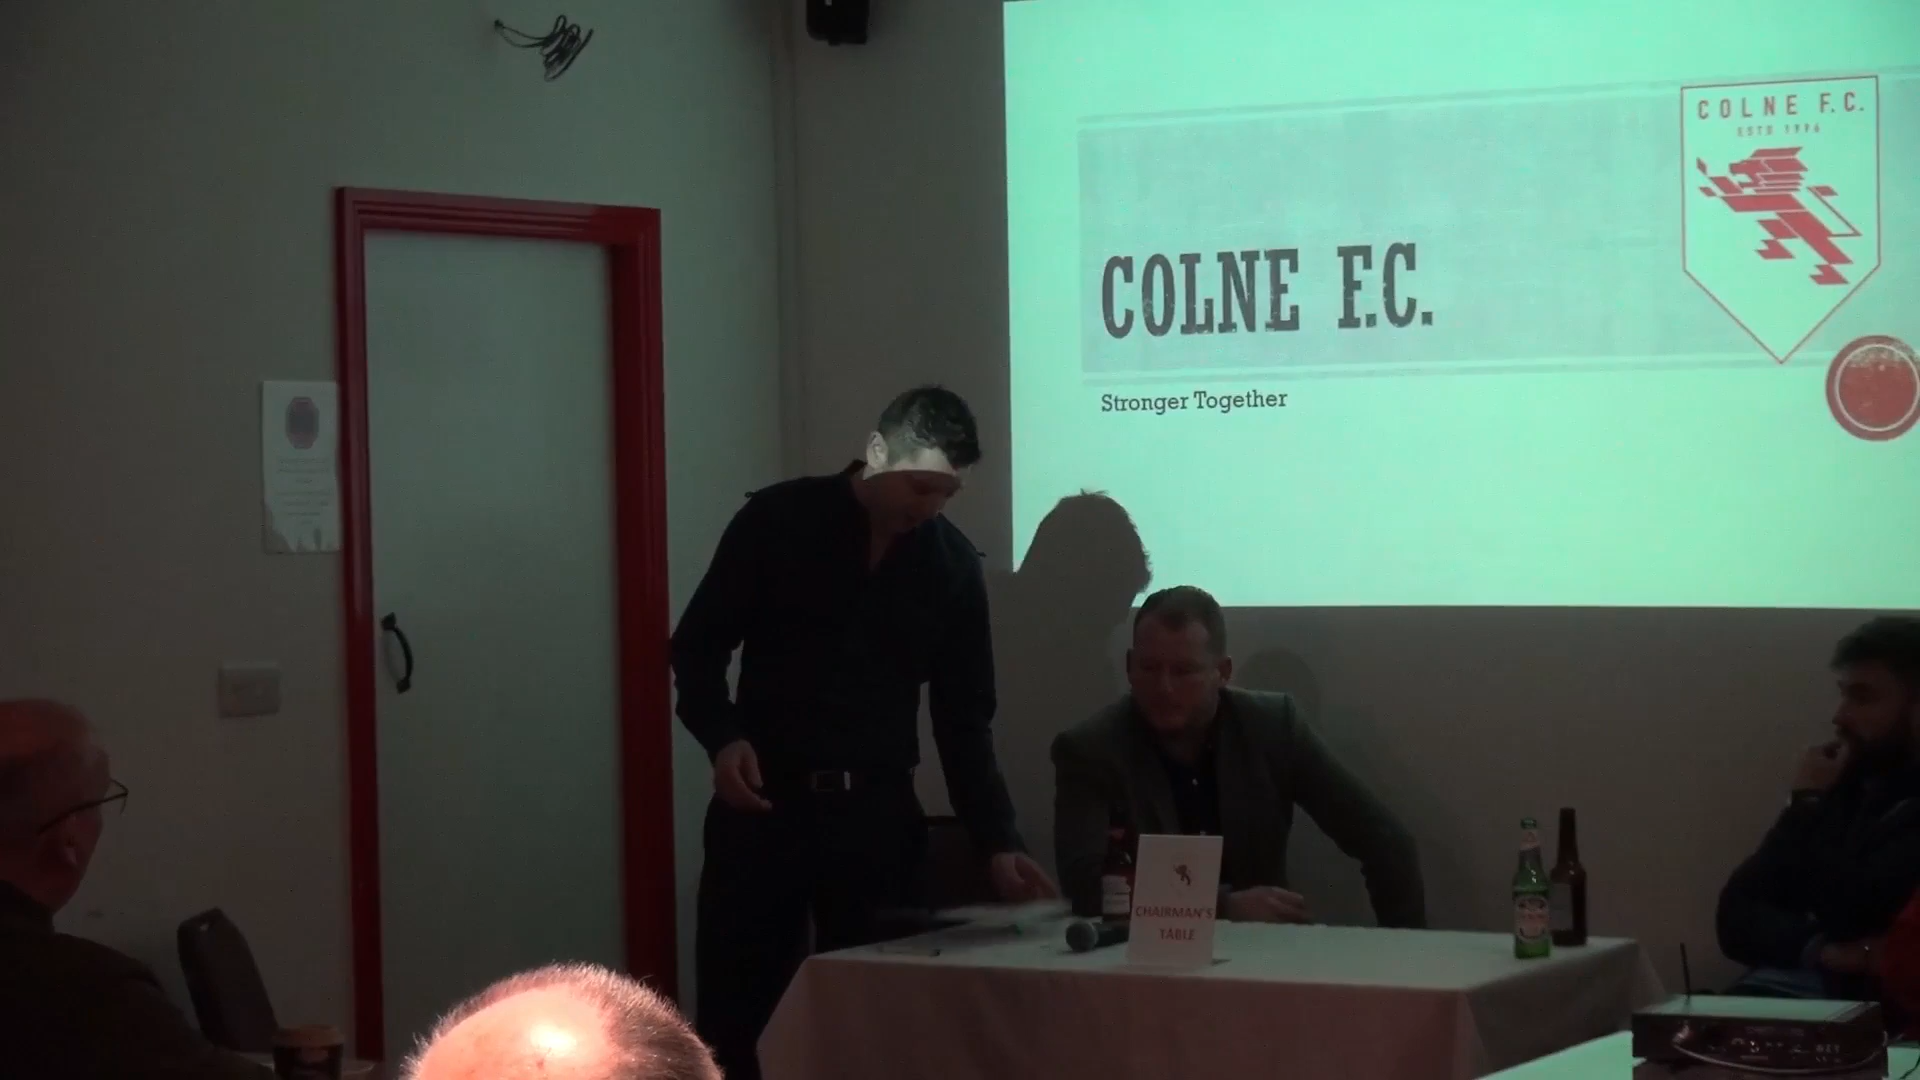 COLNE F.C.
ESTD 1996
COLNE F.C.
Stronger Together
CHAIRMAN'S
TABLE